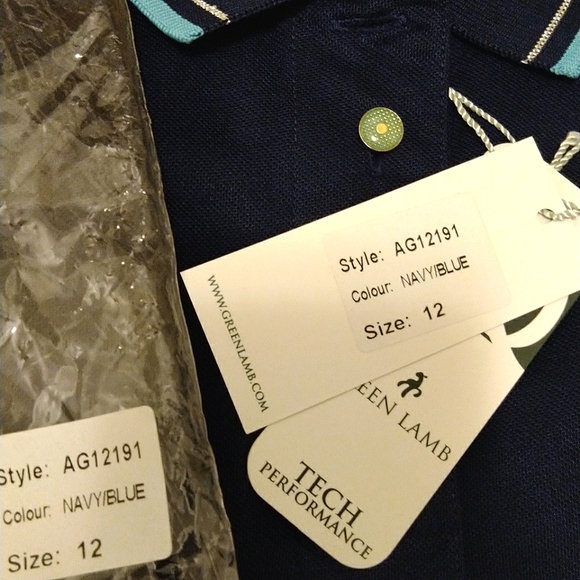 Style: AG12191
Colour: NAVY/BLUE
Size: 12
WWW.GREENLAMB.COM
EEN LAMB
TECH
PERFORMANCE
Style: AG12191
Colour: NAVY/BLUE
Size: 12